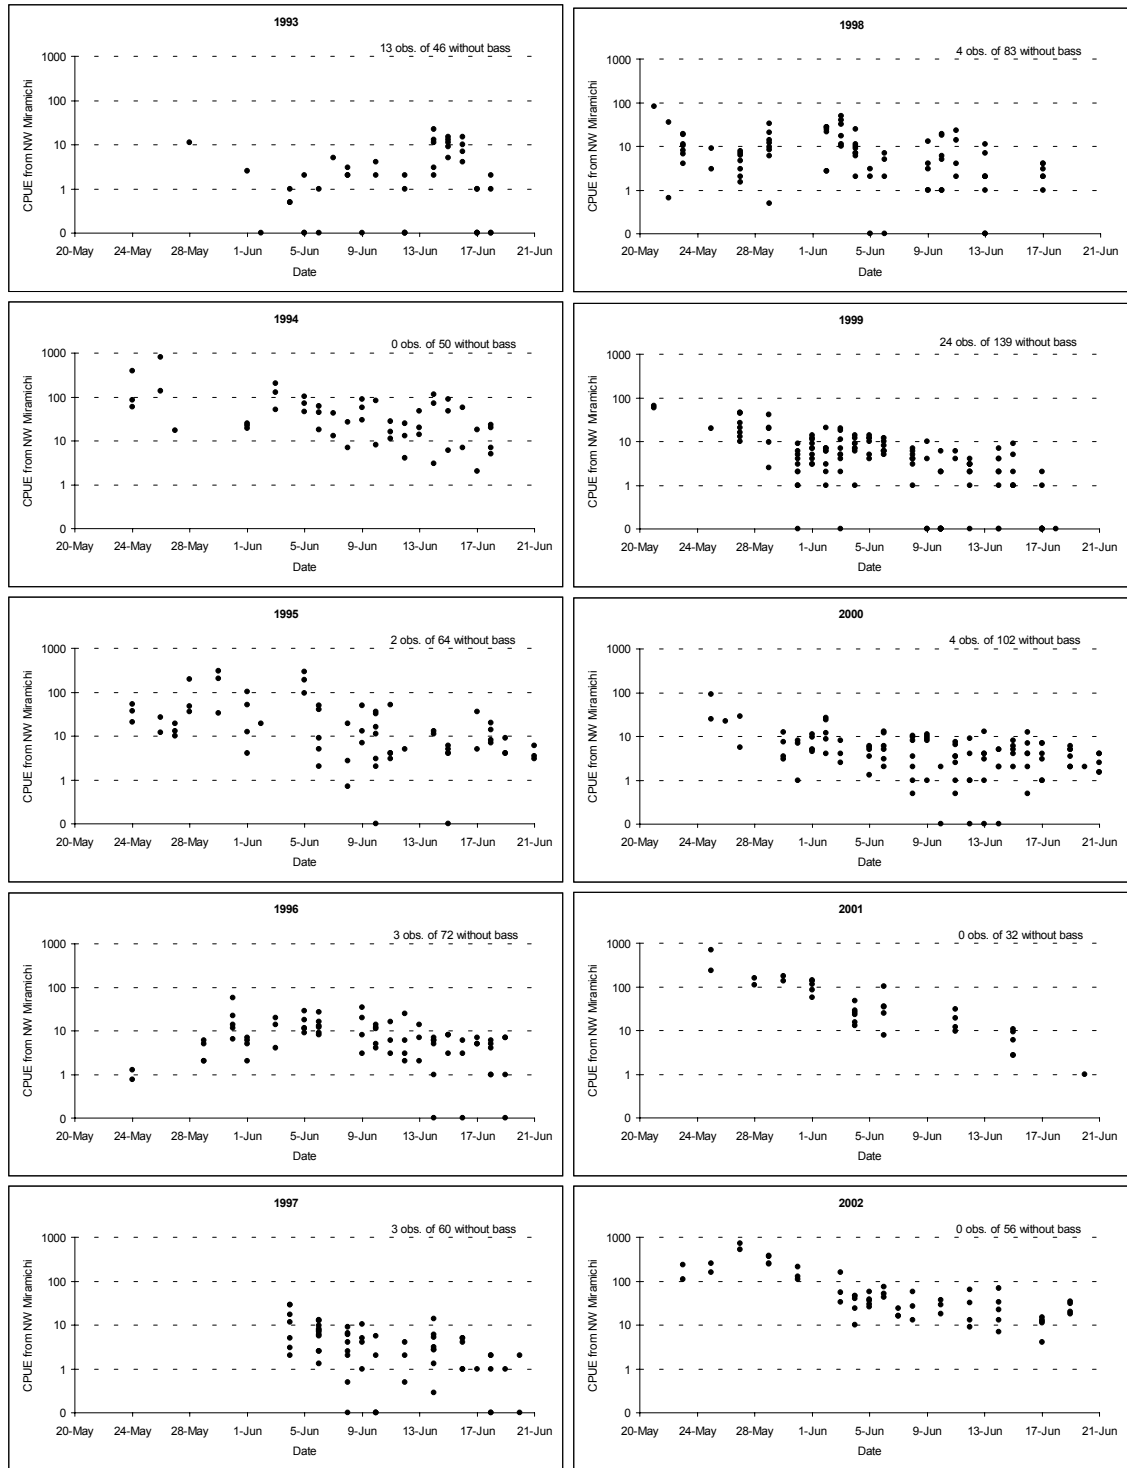 1993
13 obs. of 46 without bass
CPUE from NW Miramichi
1000
100
10
1
0
20-May 24-May 28-May 1-Jun 5-Jun 9-Jun 13-Jun 17-Jun 21-Jun
Date
1998
4 obs. of 83 without bass
CPUE from NW Miramichi
1000
100
10
1
0
20-May 24-May 28-May 1-Jun 5-Jun 9-Jun 13-Jun 17-Jun 21-Jun
Date
1994
0 obs. of 50 without bass
CPUE from NW Miramichi
1000
100
10
1
0
20-May 24-May 28-May 1-Jun 5-Jun 9-Jun 13-Jun 17-Jun 21-Jun
Date
1999
24 obs. of 139 without bass
CPUE from NW Miramichi
1000
100
10
1
0
20-May 24-May 28-May 1-Jun 5-Jun 9-Jun 13-Jun 17-Jun 21-Jun
Date
1995
2 obs. of 64 without bass
CPUE from NW Miramichi
1000
100
10
1
0
20-May 24-May 28-May 1-Jun 5-Jun 9-Jun 13-Jun 17-Jun 21-Jun
Date
2000
4 obs. of 102 without bass
CPUE from NW Miramichi
1000
100
10
1
0
20-May 24-May 28-May 1-Jun 5-Jun 9-Jun 13-Jun 17-Jun 21-Jun
Date
1996
3 obs. of 72 without bass
CPUE from NW Miramichi
1000
100
10
1
0
20-May 24-May 28-May 1-Jun 5-Jun 9-Jun 13-Jun 17-Jun 21-Jun
Date
2001
0 obs. of 32 without bass
CPUE from NW Miramichi
1000
100
10
1
0
20-May 24-May 28-May 1-Jun 5-Jun 9-Jun 13-Jun 17-Jun 21-Jun
Date
1997
3 obs. of 60 without bass
CPUE from NW Miramichi
1000
100
10
1
0
20-May 24-May 28-May 1-Jun 5-Jun 9-Jun 13-Jun 17-Jun 21-Jun
Date
2002
0 obs. of 56 without bass
CPUE from NW Miramichi
1000
100
10
1
0
20-May 24-May 28-May 1-Jun 5-Jun 9-Jun 13-Jun 17-Jun 21-Jun
Date